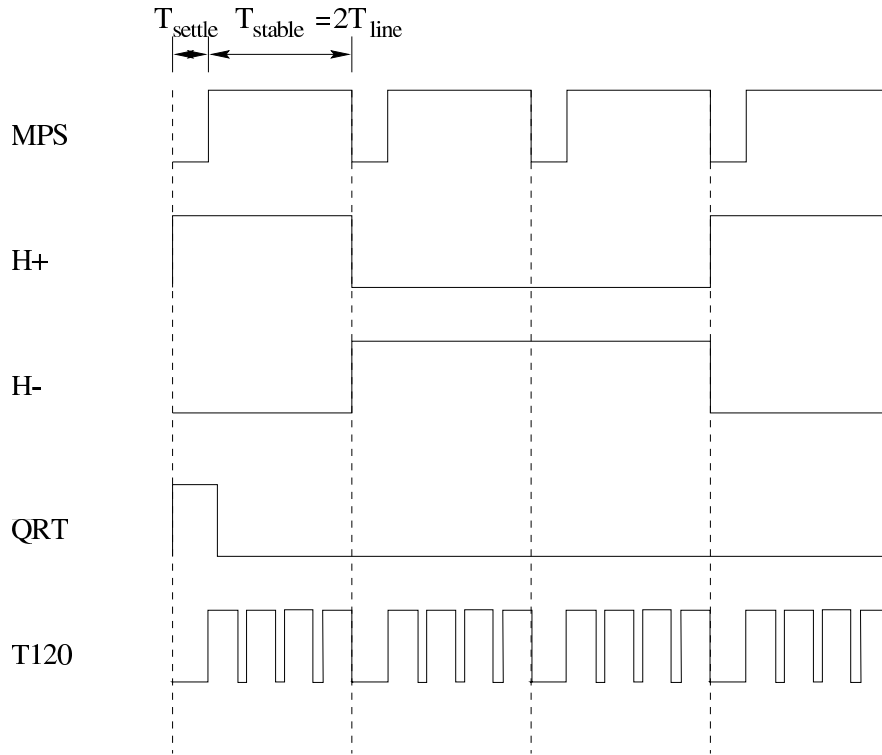 T_settle T_stable = 2T_line
MPS
H+
H-
QRT
T120